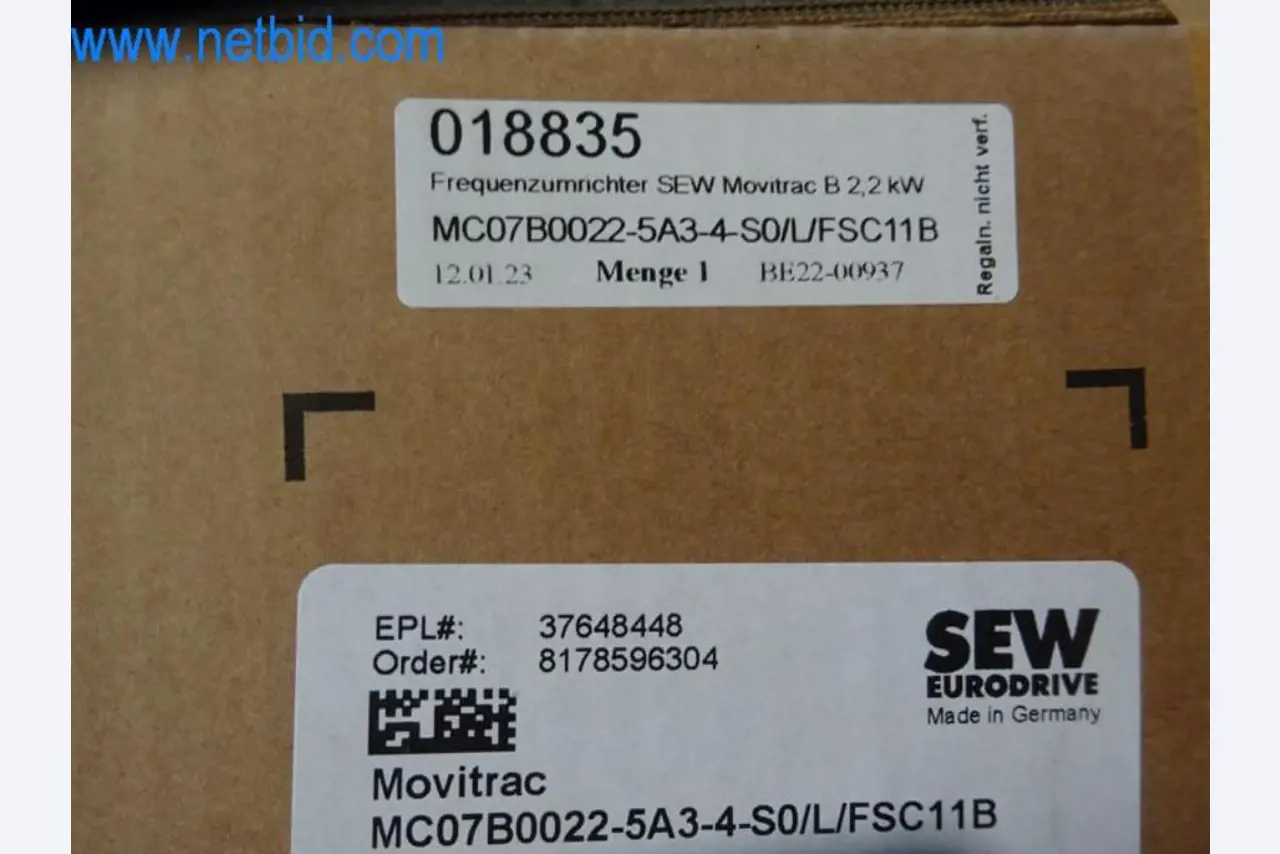 www.netbid.com
018835
Frequenzumrichter SEW Movitrac B 2,2 kW
MC07B0022-5A3-4-S0/L/FSC11B
12.01.23 Menge 1 BE22-00937
Regaln. nicht verf.
EPL#: 37648448
Order#: 8178596304
SEW
EURODRIVE
Made in Germany
Movitrac
MC07B0022-5A3-4-S0/L/FSC11B